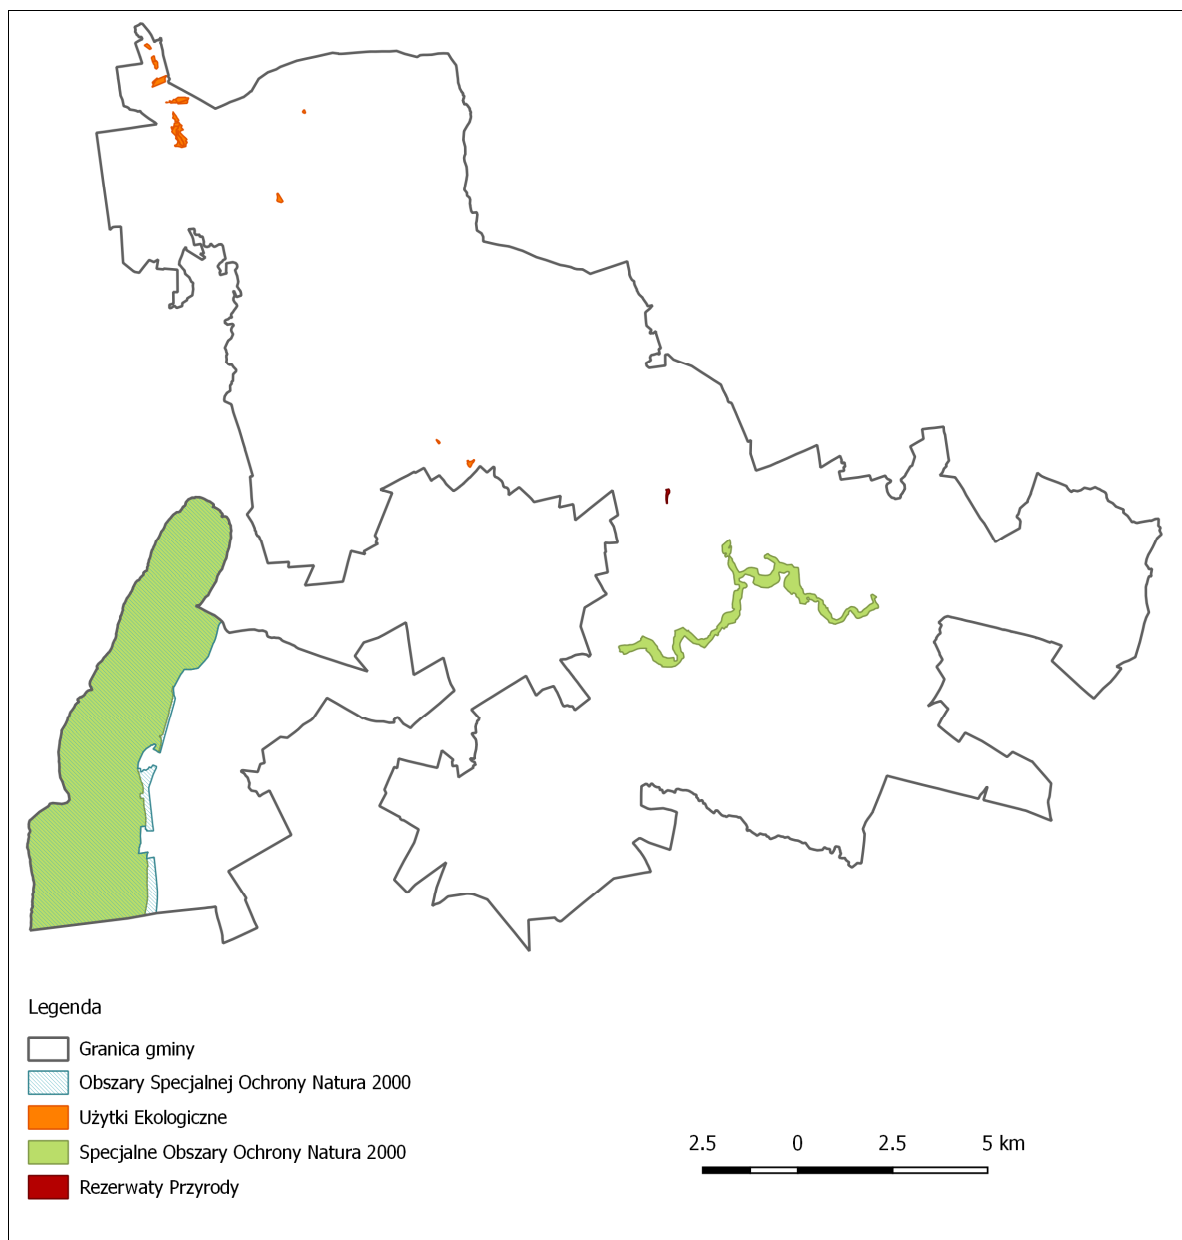 Legenda
Granica gminy
Obszary Specjalnej Ochrony Natura 2000
Użytki Ekologiczne
Specjalne Obszary Ochrony Natura 2000
Rezerwaty Przyrody
2.5 0 2.5 5 km